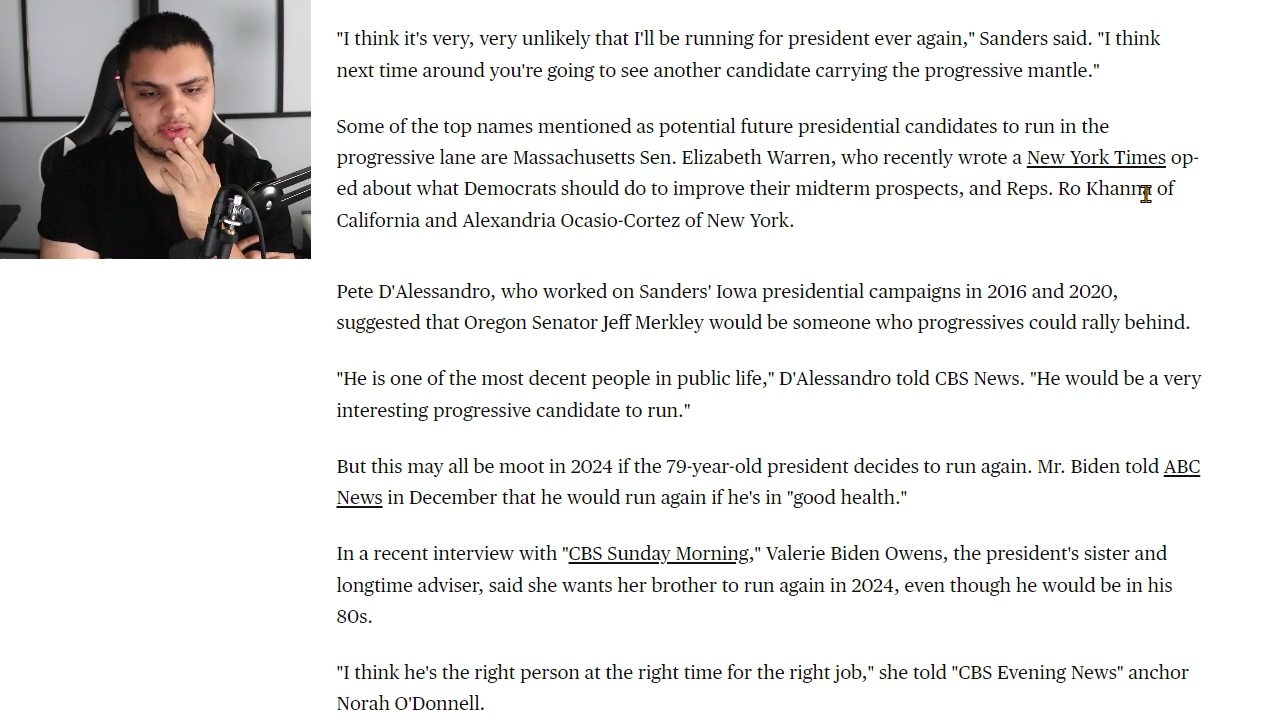 "I think it's very, very unlikely that I'll be running for president ever again," Sanders said. "I think
next time around you're going to see another candidate carrying the progressive mantle."
Some of the top names mentioned as potential future presidential candidates to run in the
progressive lane are Massachusetts Sen. Elizabeth Warren, who recently wrote a New York Times op-
ed about what Democrats should do to improve their midterm prospects, and Reps. Ro Khanna of
California and Alexandria Ocasio-Cortez of New York.
Pete D'Alessandro, who worked on Sanders' Iowa presidential campaigns in 2016 and 2020,
suggested that Oregon Senator Jeff Merkley would be someone who progressives could rally behind.
"He is one of the most decent people in public life," D'Alessandro told CBS News. "He would be a very
interesting progressive candidate to run."
But this may all be moot in 2024 if the 79-year-old president decides to run again. Mr. Biden told ABC
News in December that he would run again if he's in "good health."
In a recent interview with "CBS Sunday Morning," Valerie Biden Owens, the president's sister and
longtime adviser, said she wants her brother to run again in 2024, even though he would be in his
80s.
"I think he's the right person at the right time for the right job," she told "CBS Evening News" anchor
Norah O'Donnell.